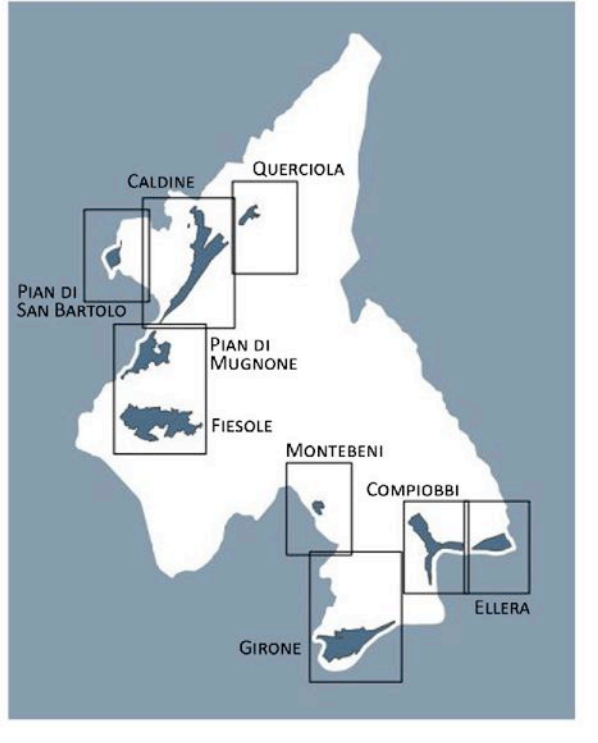 QUERCIOLA
CALDINE
PIAN DI
SAN BARTOLO
PIAN DI
MUGNONE
FIESOLE
MONTEBENI
COMPIOBBI
ELLERA
GIRONE